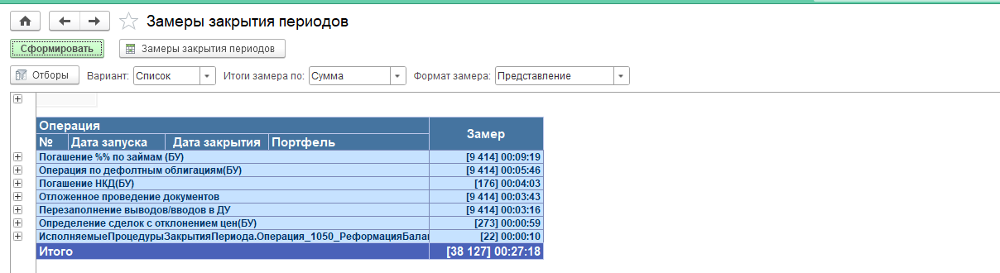 Замеры закрытия периодов
Сформировать Замеры закрытия периодов
Отборы Вариант: Список Итоги замера по: Сумма Формат замера: Представление
Операция Замер
№ Дата запуска Дата закрытия Портфель
Погашение %% по займам (БУ) [9 414] 00:09:19
Операция по дефолтным облигациям(БУ) [9 414] 00:05:46
Погашение НКД(БУ) [176] 00:04:03
Отложенное проведение документов [9 414] 00:03:43
Перезаполнение выводов/вводов в ДУ [9 414] 00:03:16
Определение сделок с отклонением цен(БУ) [273] 00:00:59
ИсполняемыеПроцедурыЗакрытияПериода.Операция_1050_РеформацияБалан [22] 00:00:10
Итого [38 127] 00:27:18